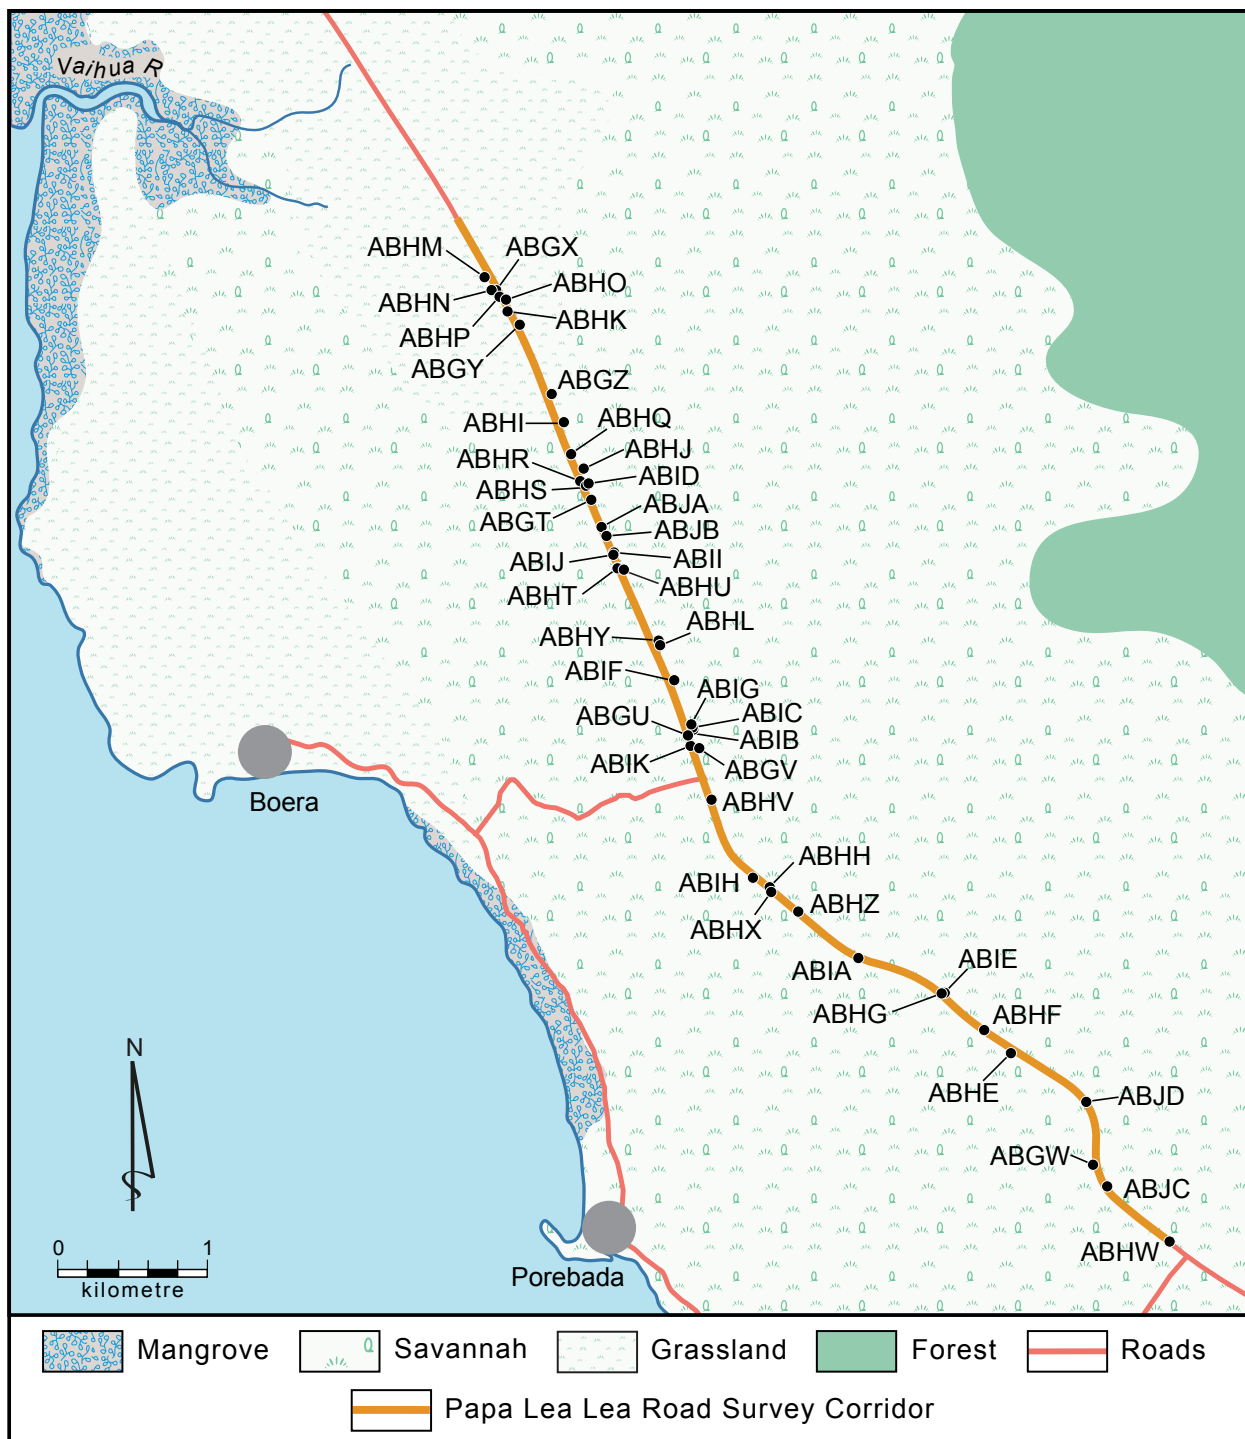 Vaihua R
ABHM
ABGX
ABHO
ABHN
ABHK
ABHP
ABGY
ABGZ
ABHI
ABHQ
ABHJ
ABHR
ABID
ABHS
ABJA
ABGT
ABJB
ABIJ
ABII
ABHT
ABHU
ABHL
ABHY
ABIF
ABIG
ABIC
ABGU
ABIB
ABIK
ABGV
Boera
ABHV
ABHH
ABIH
ABHZ
ABHX
ABIA
ABIE
ABHG
ABHF
N
ABHE
ABJD
ABGW
ABJC
ABHW
0 1
kilometre
Porebada
Mangrove Savannah Grassland Forest Roads
Papa Lea Lea Road Survey Corridor